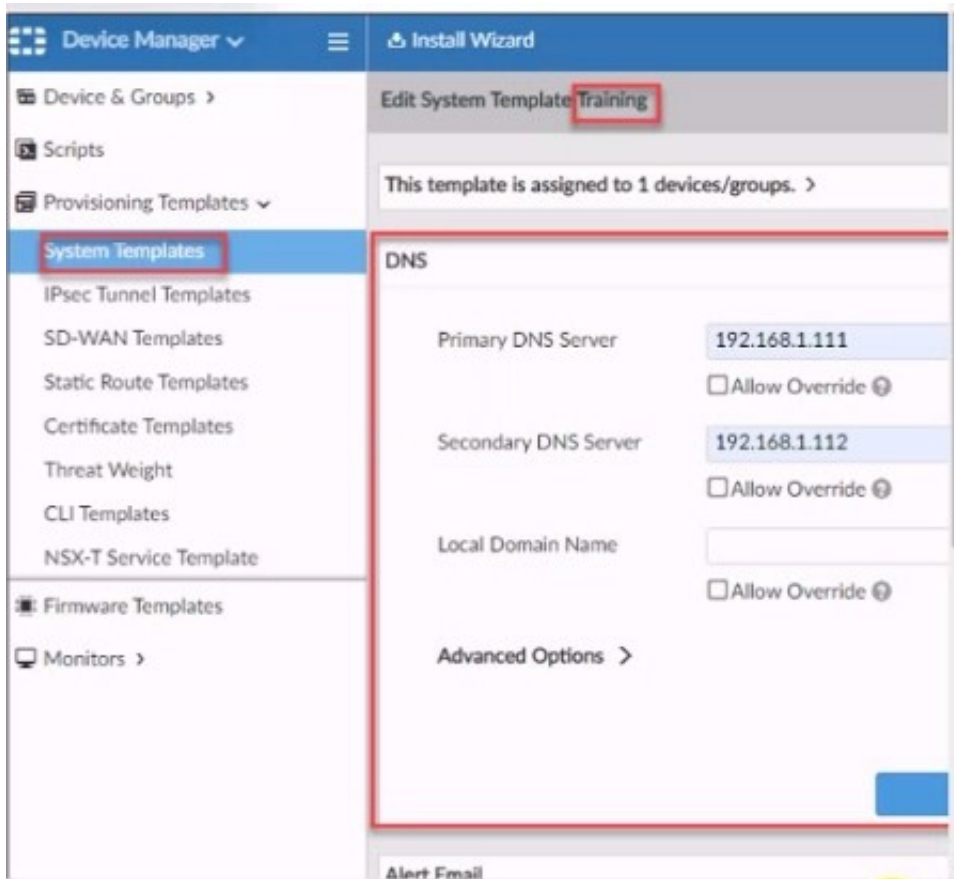 Device Manager
Install Wizard
Device & Groups >
Scripts
Provisioning Templates
System Templates
IPsec Tunnel Templates
SD-WAN Templates
Static Route Templates
Certificate Templates
Threat Weight
CLI Templates
NSX-T Service Template
Firmware Templates
Monitors >
Edit System Template Training
This template is assigned to 1 devices/groups. >
DNS
Primary DNS Server 192.168.1.111
Allow Override
Secondary DNS Server 192.168.1.112
Allow Override
Local Domain Name
Allow Override
Advanced Options >
Alert Email